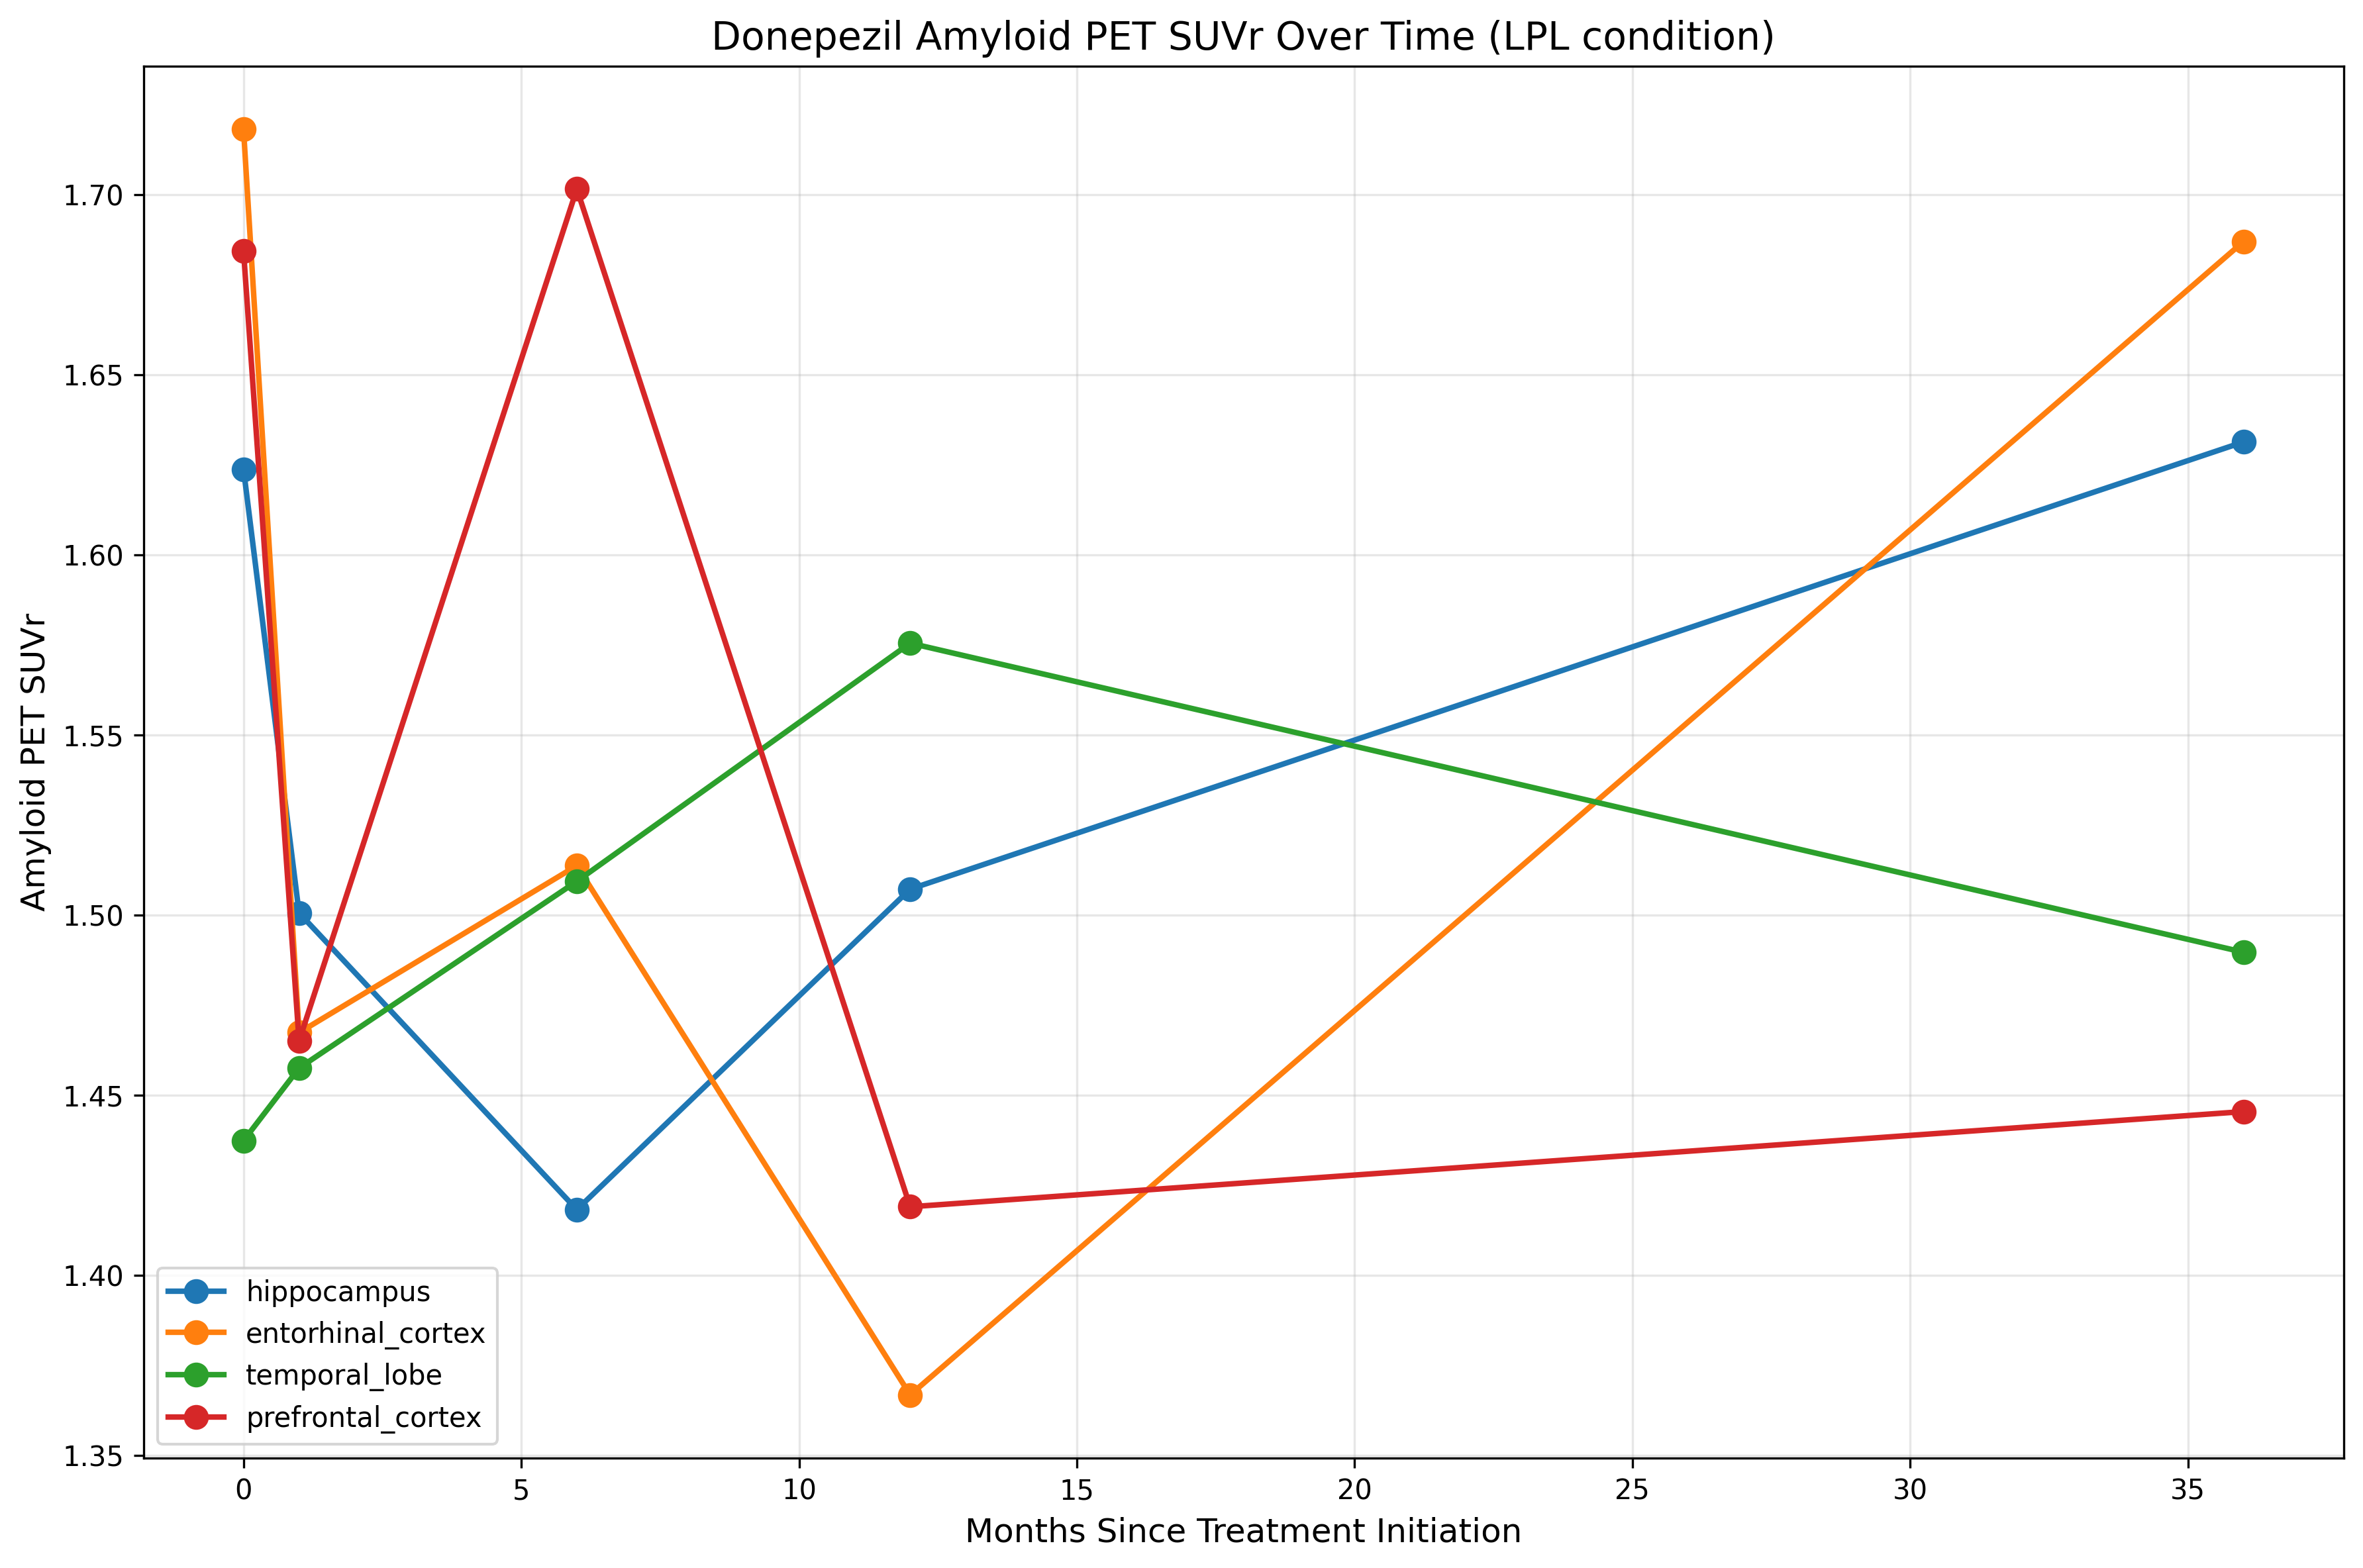 Donepezil Amyloid PET SUVr Over Time (LPL condition)
Amyloid PET SUVr
1.70
1.65
1.60
1.55
1.50
1.45
1.40
1.35
hippocampus
entorhinal_cortex
temporal_lobe
prefrontal_cortex
0 5 10 15 20 25 30 35
Months Since Treatment Initiation